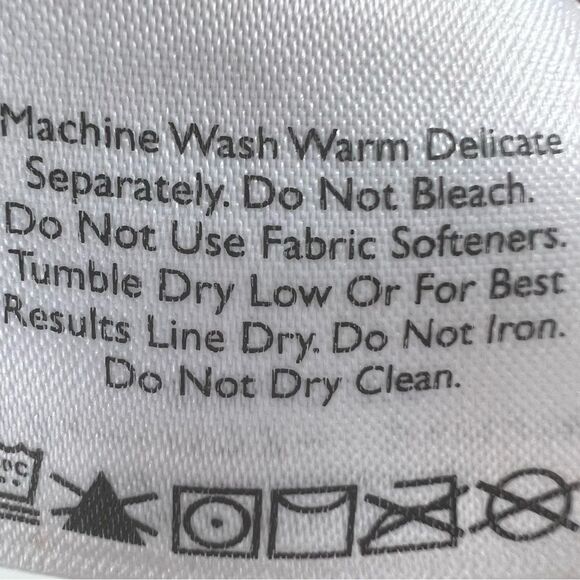 Machine Wash Warm Delicate
Separately. Do Not Bleach.
Do Not Use Fabric Softeners.
Tumble Dry Low Or For Best
Results Line Dry. Do Not Iron.
Do Not Dry Clean.